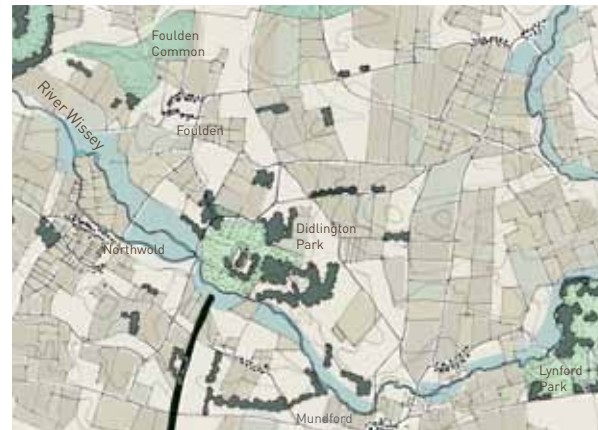 Foulden
Common
River Wissey
Foulden
Didlington
Park
Northwold
Lynford
Park
Mundford